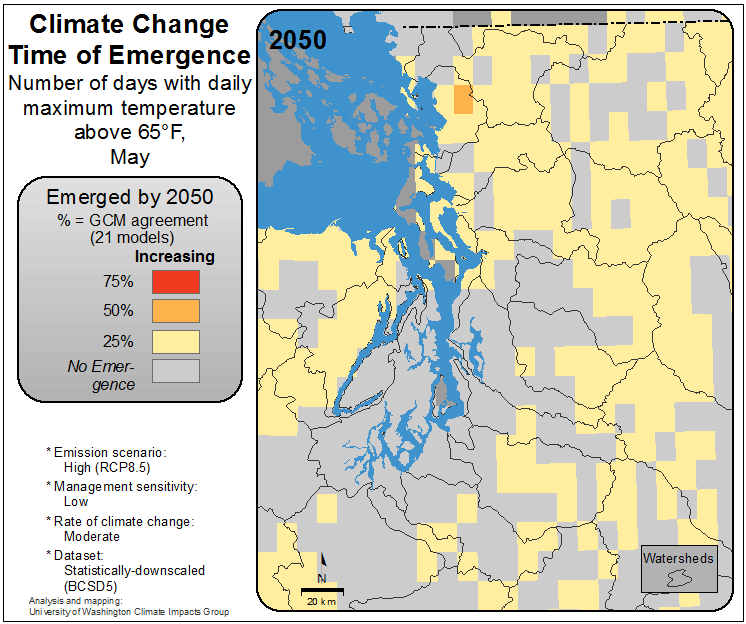 Climate Change
Time of Emergence
Number of days with daily
maximum temperature
above 65°F,
May
Emerged by 2050
% = GCM agreement
(21 models)
Increasing
75%
50%
25%
No Emer-
gence
* Emission scenario:
High (RCP8.5)
* Management sensitivity:
Low
* Rate of climate change:
Moderate
* Dataset:
Statistically-downscaled
(BCSD5)
Analysis and mapping:
University of Washington Climate Impacts Group
2050
N
20 km
Watersheds